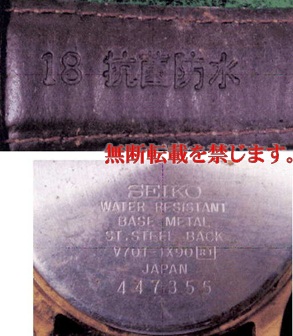 18 抗菌防水
無断転載を禁じます。
SEIKO
WATER RESISTANT
BASE METAL
ST.STEEL BACK
V701-1X90
JAPAN
447355